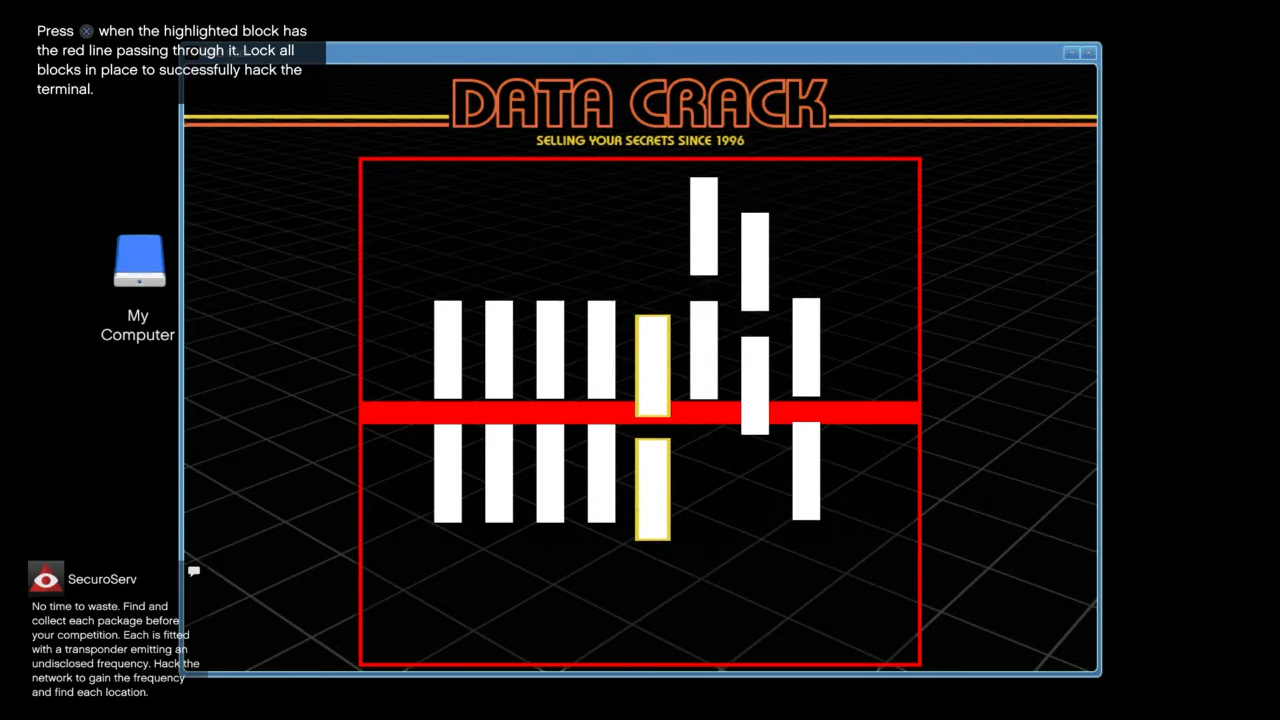 Press ⓧ when the highlighted block has
the red line passing through it. Lock all
blocks in place to successfully hack the
terminal.
DATA CRACK
SELLING YOUR SECRETS SINCE 1996
My
Computer
SecuroServ
No time to waste. Find and
collect each package before
your competition. Each is fitted
with a transponder emitting an
undisclosed frequency. Hack the
network to gain the frequency
and find each location.